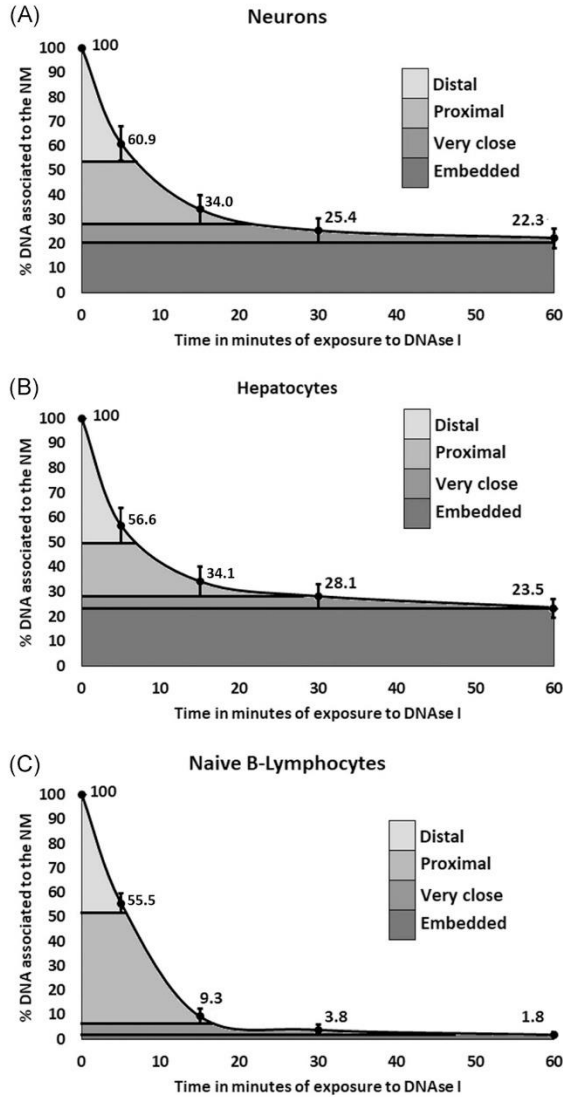 (A)
Neurons
% DNA associated to the NM
100
90
80
70
60
50
40
30
20
10
0
100
60.9
34.0
25.4
22.3
Distal
Proximal
Very close
Embedded
0 10 20 30 40 50 60
Time in minutes of exposure to DNAse I
(B)
Hepatocytes
% DNA associated to the NM
100
90
80
70
60
50
40
30
20
10
0
100
56.6
34.1
28.1
23.5
Distal
Proximal
Very close
Embedded
0 10 20 30 40 50 60
Time in minutes of exposure to DNAse I
(C)
Naive B-Lymphocytes
% DNA associated to the NM
100
90
80
70
60
50
40
30
20
10
0
100
55.5
9.3
3.8
1.8
Distal
Proximal
Very close
Embedded
0 10 20 30 40 50 60
Time in minutes of exposure to DNAse I